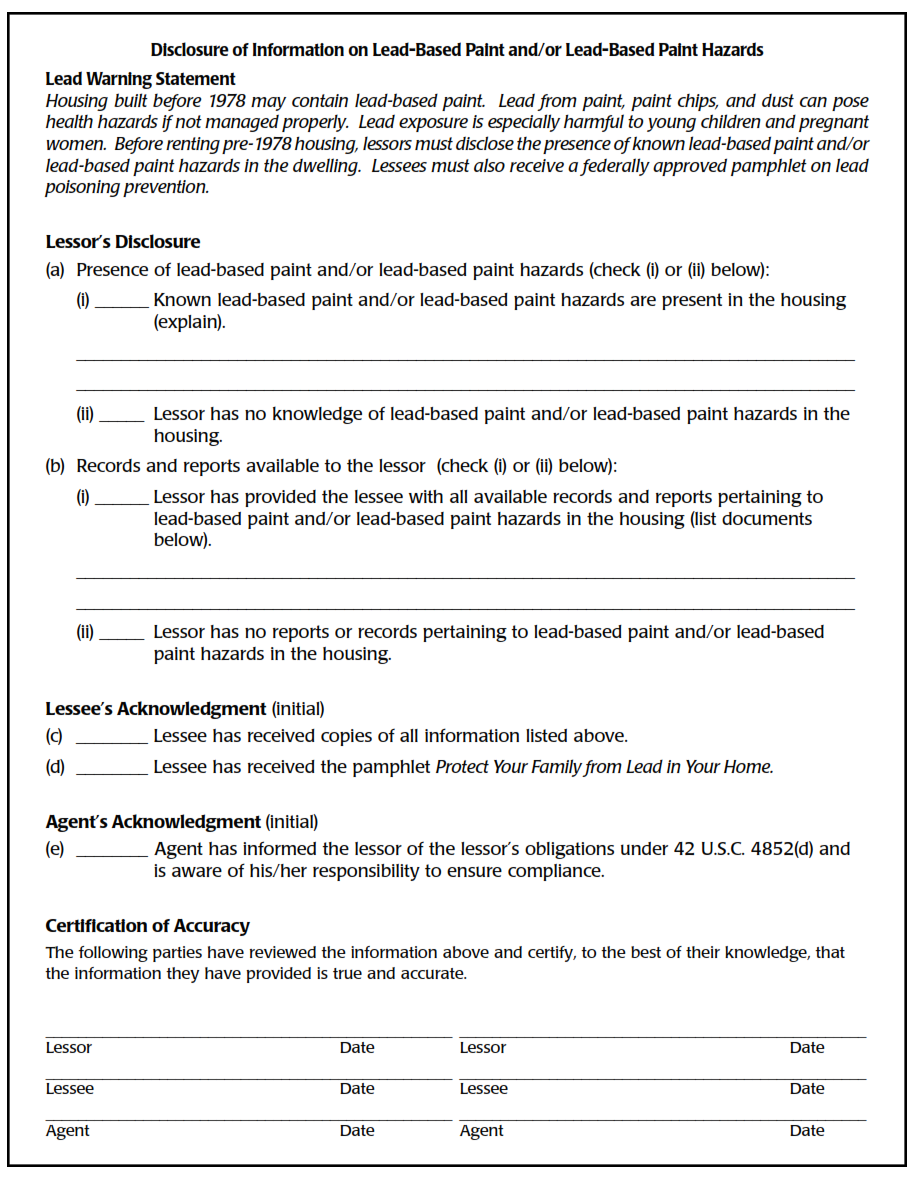 Disclosure of Information on Lead-Based Paint and/or Lead-Based Paint Hazards
Lead Warning Statement
Housing built before 1978 may contain lead-based paint. Lead from paint, paint chips, and dust can pose
health hazards if not managed properly. Lead exposure is especially harmful to young children and pregnant
women. Before renting pre-1978 housing, lessors must disclose the presence of known lead-based paint and/or
lead-based paint hazards in the dwelling. Lessees must also receive a federally approved pamphlet on lead
poisoning prevention.
Lessor's Disclosure
(a) Presence of lead-based paint and/or lead-based paint hazards (check (i) or (ii) below):
(i) ______ Known lead-based paint and/or lead-based paint hazards are present in the housing
(explain).
(ii) _____ Lessor has no knowledge of lead-based paint and/or lead-based paint hazards in the
housing.
(b) Records and reports available to the lessor (check (i) or (ii) below):
(i) ______ Lessor has provided the lessee with all available records and reports pertaining to
lead-based paint and/or lead-based paint hazards in the housing (list documents
below).
(ii) _____ Lessor has no reports or records pertaining to lead-based paint and/or lead-based
paint hazards in the housing.
Lessee's Acknowledgment (initial)
(c) ________ Lessee has received copies of all information listed above.
(d) ________ Lessee has received the pamphlet Protect Your Family from Lead in Your Home.
Agent's Acknowledgment (initial)
(e) ________ Agent has informed the lessor of the lessor's obligations under 42 U.S.C. 4852(d) and
is aware of his/her responsibility to ensure compliance.
Certification of Accuracy
The following parties have reviewed the information above and certify, to the best of their knowledge, that
the information they have provided is true and accurate.
Lessor Date Lessor Date
Lessee Date Lessee Date
Agent Date Agent Date